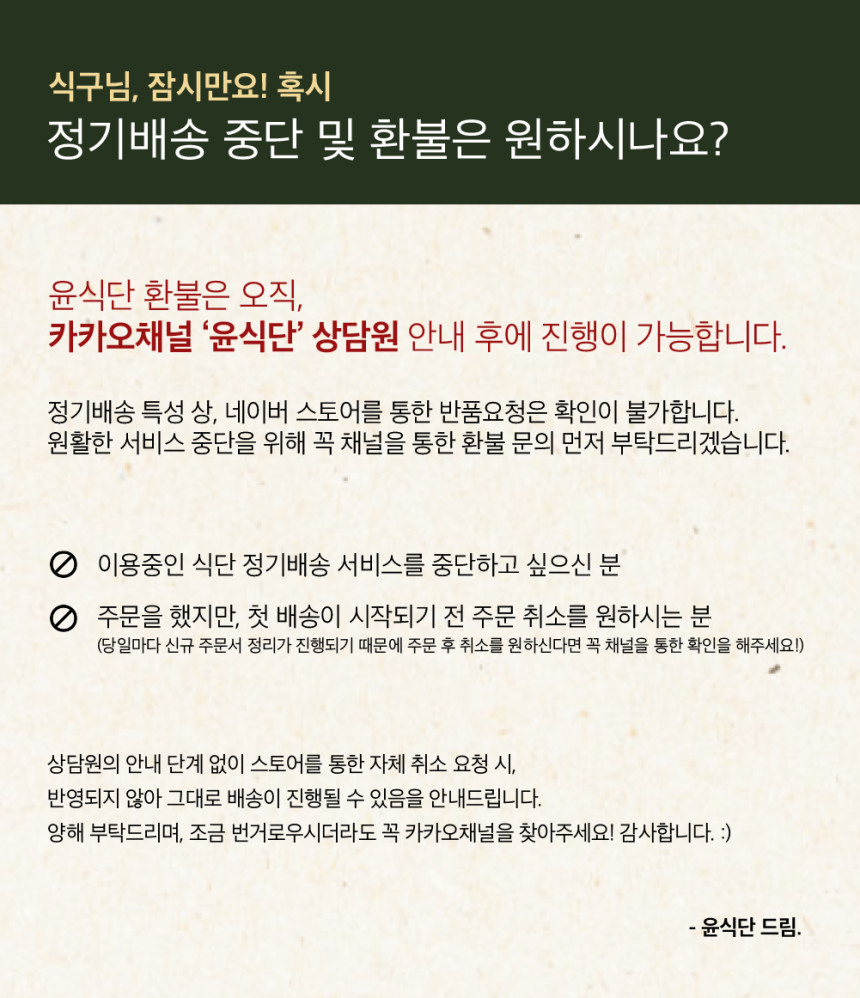 식구님, 잠시만요! 혹시
정기배송 중단 및 환불은 원하시나요?
윤식단 환불은 오직,
카카오채널 ‘윤식단’ 상담원 안내 후에 진행이 가능합니다.
정기배송 특성 상, 네이버 스토어를 통한 반품요청은 확인이 불가합니다.
원활한 서비스 중단을 위해 꼭 채널을 통한 환불 문의 먼저 부탁드리겠습니다.
이용중인 식단 정기배송 서비스를 중단하고 싶으신 분
주문을 했지만, 첫 배송이 시작되기 전 주문 취소를 원하시는 분
(당일마다 신규 주문서 정리가 진행되기 때문에 주문 후 취소를 원하신다면 꼭 채널을 통한 확인을 해주세요!)
상담원의 안내 단계 없이 스토어를 통한 자체 취소 요청 시,
반영되지 않아 그대로 배송이 진행될 수 있음을 안내드립니다.
양해 부탁드리며, 조금 번거로우시더라도 꼭 카카오채널을 찾아주세요! 감사합니다. :)
- 윤식단 드림.